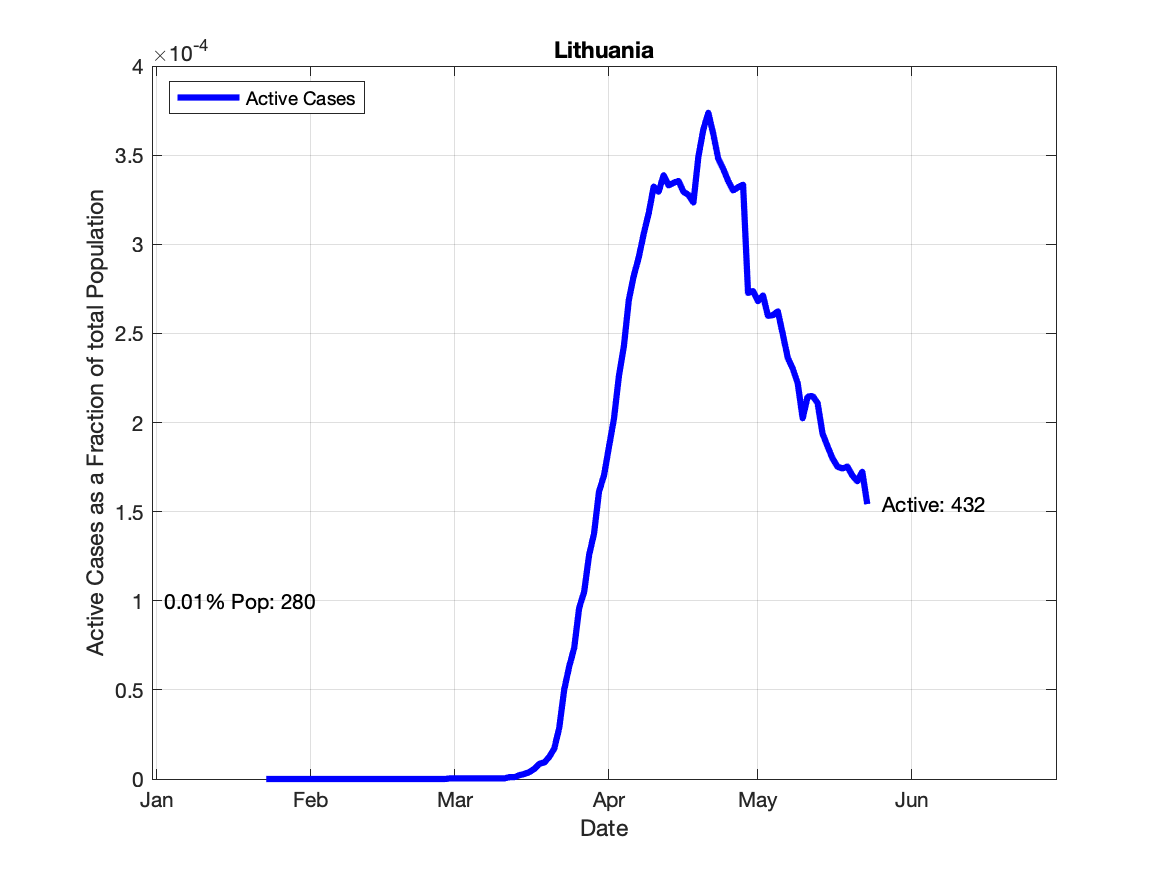 Lithuania
×10-4
Active Cases
4
3.5
3
2.5
2
1.5
1
0.5
0
Active Cases as a Fraction of total Population
0.01% Pop: 280
Active: 432
Jan Feb Mar Apr May Jun
Date